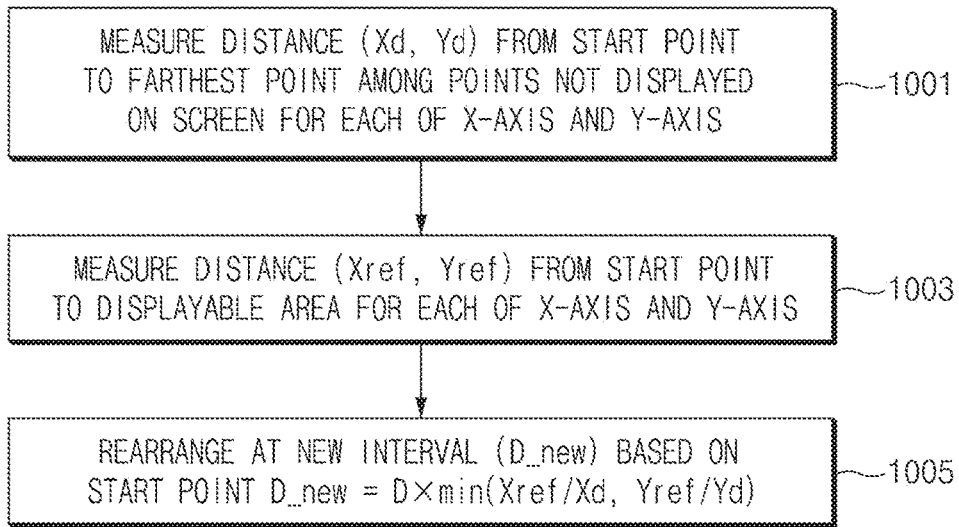 MEASURE DISTANCE (Xd, Yd) FROM START POINT
TO FARTHEST POINT AMONG POINTS NOT DISPLAYED
ON SCREEN FOR EACH OF X-AXIS AND Y-AXIS
1001
MEASURE DISTANCE (Xref, Yref) FROM START POINT
TO DISPLAYABLE AREA FOR EACH OF X-AXIS AND Y-AXIS
1003
REARRANGE AT NEW INTERVAL (D_new) BASED ON
START POINT D_new = D×min(Xref/Xd, Yref/Yd)
1005